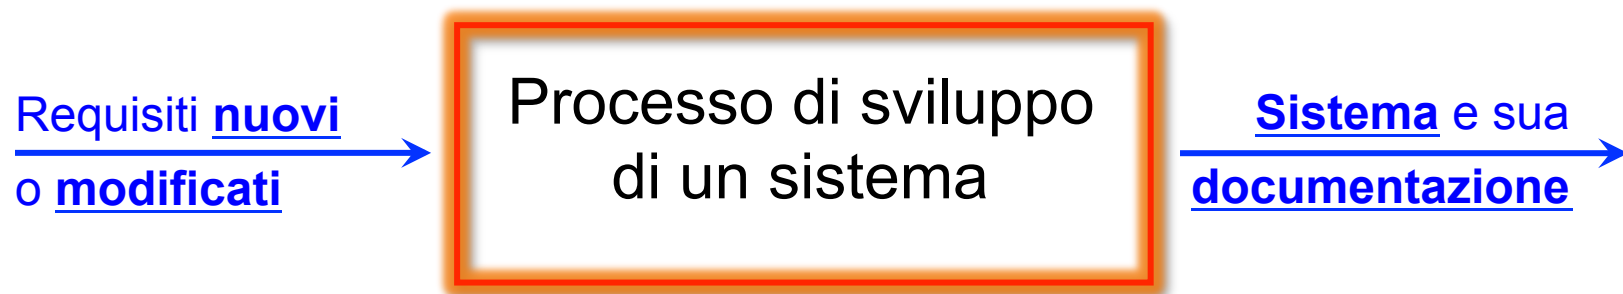 Requisiti nuovi
o modificati
Processo di sviluppo
di un sistema
Sistema e sua
documentazione